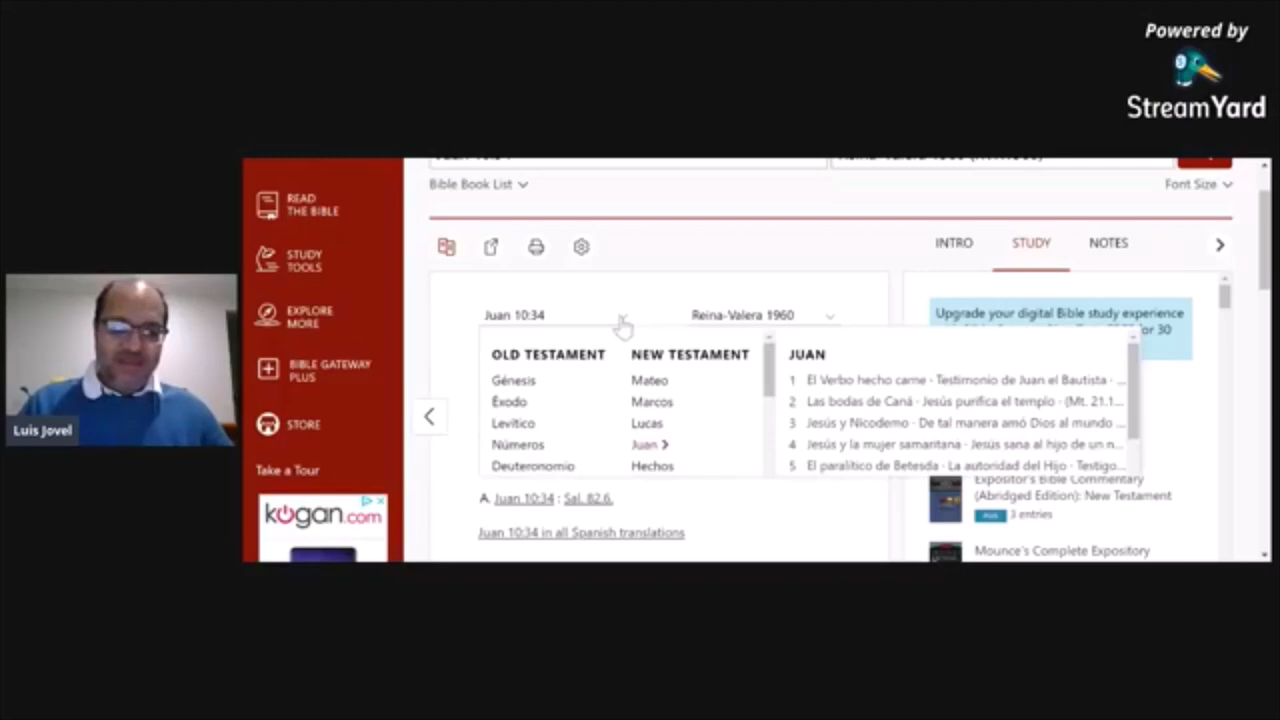 Powered by
StreamYard
Bible Book List
Font Size
READ
THE BIBLE
STUDY
TOOLS
EXPLORE
MORE
BIBLE GATEWAY
PLUS
STORE
Take a Tour
kogan.com
INTRO
STUDY
NOTES
Juan 10:34
Reina-Valera 1960
Upgrade your digital Bible study experience
for 30
OLD TESTAMENT
NEW TESTAMENT
JUAN
Génesis
Mateo
1 El Verbo hecho carne · Testimonio de Juan el Bautista · ...
Éxodo
Marcos
2 Las bodas de Caná · Jesús purifica el templo · (Mt. 21.1...
Levítico
Lucas
3 Jesús y Nicodemo · De tal manera amó Dios al mundo ...
Números
Juan
4 Jesús y la mujer samaritana · Jesús sana al hijo de un n...
Deuteronomio
Hechos
5 El paralítico de Betesda · La autoridad del Hijo · Testigo...
A. Juan 10:34 : Sal. 82.6.
Juan 10:34 in all Spanish translations
Expositor's Bible Commentary
(Abridged Edition): New Testament
PLUS 3 entries
Mounce's Complete Expository
Luis Jovel